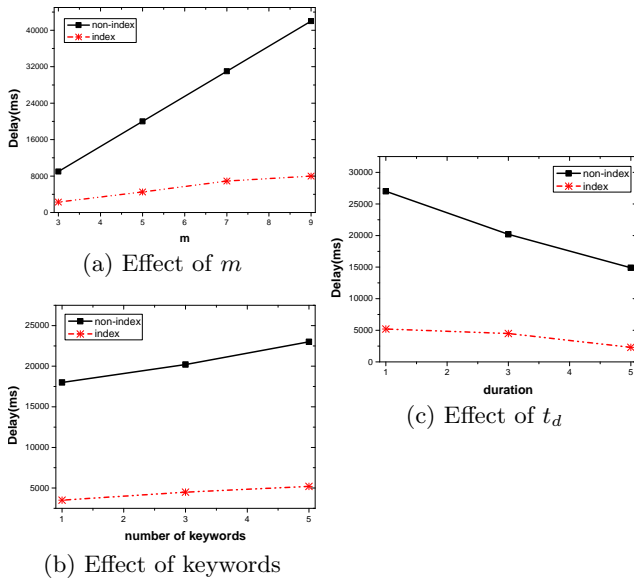 non-index
index
40000
32000
24000
16000
8000
0
Delay(ms)
3 4 5 6 7 8 9
m
(a) Effect of m
non-index
index
25000
20000
15000
10000
5000
Delay(ms)
1 2 3 4 5
number of keywords
(b) Effect of keywords
non-index
index
30000
25000
20000
15000
10000
5000
0
Delay(ms)
1 2 3 4 5
duration
(c) Effect of t_d